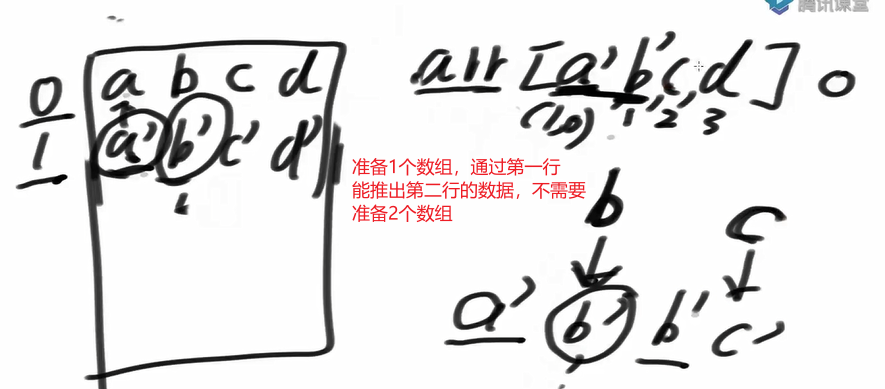 腾讯课堂
0 a b c d
1 a' b' c' d'
arr [a' b' c, d] 0
(1,0) 1 2 3
准备1个数组，通过第一行
能推出第二行的数据，不需要
准备2个数组
b c
a' b' b' c'